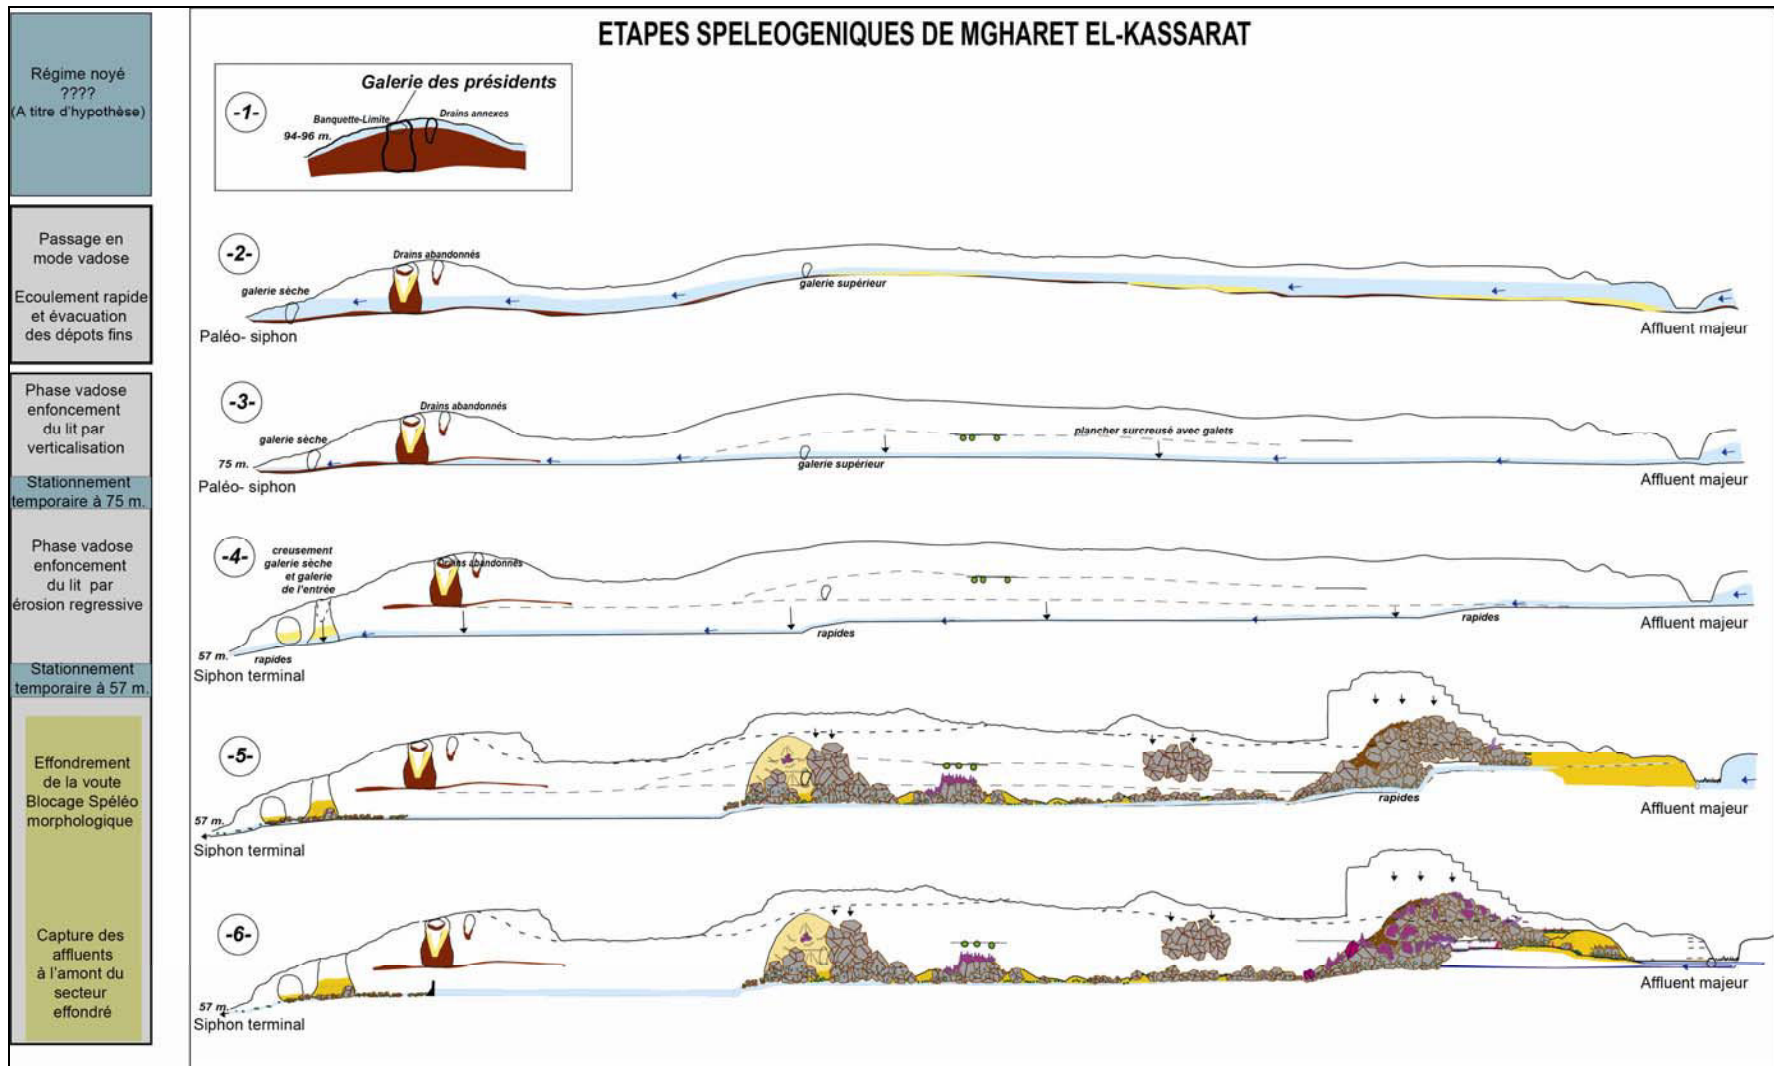 ETAPES SPELEOGENIQUES DE MGHARET EL-KASSARAT
Régime noyé
????
(A titre d'hypothèse)
Passage en
mode vadose
Ecoulement rapide
et évacuation
des dépots fins
Phase vadose
enfoncement
du lit par
verticalisation
Stationnement
temporaire à 75 m.
Phase vadose
enfoncement
du lit par
érosion regressive
Stationnement
temporaire à 57 m.
Effondrement
de la voute
Blocage Spéléo
morphologique
Capture des
affluents
à l'amont du
secteur
effondré
-1-
Galerie des présidents
Banquette-Limite
Drains annexes
94-96 m.
-2-
Drains abandonnés
galerie sèche
galerie supérieur
Paléo- siphon
Affluent majeur
-3-
Drains abandonnés
galerie sèche
plancher surcreusé avec galets
75 m.
galerie supérieur
Paléo- siphon
Affluent majeur
-4-
creusement
galerie sèche
et galerie
de l'entrée
Drains abandonnés
rapides
rapides
57 m.
rapides
Siphon terminal
Affluent majeur
-5-
rapides
57 m.
Siphon terminal
Affluent majeur
-6-
57 m.
Siphon terminal
Affluent majeur